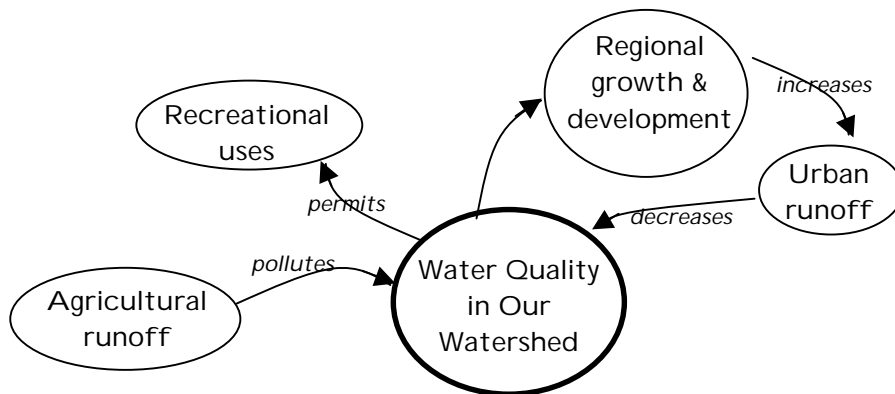 Regional
growth &
development
increases
Recreational
uses
Urban
runoff
permits
decreases
pollutes
Water Quality
in Our
Watershed
Agricultural
runoff